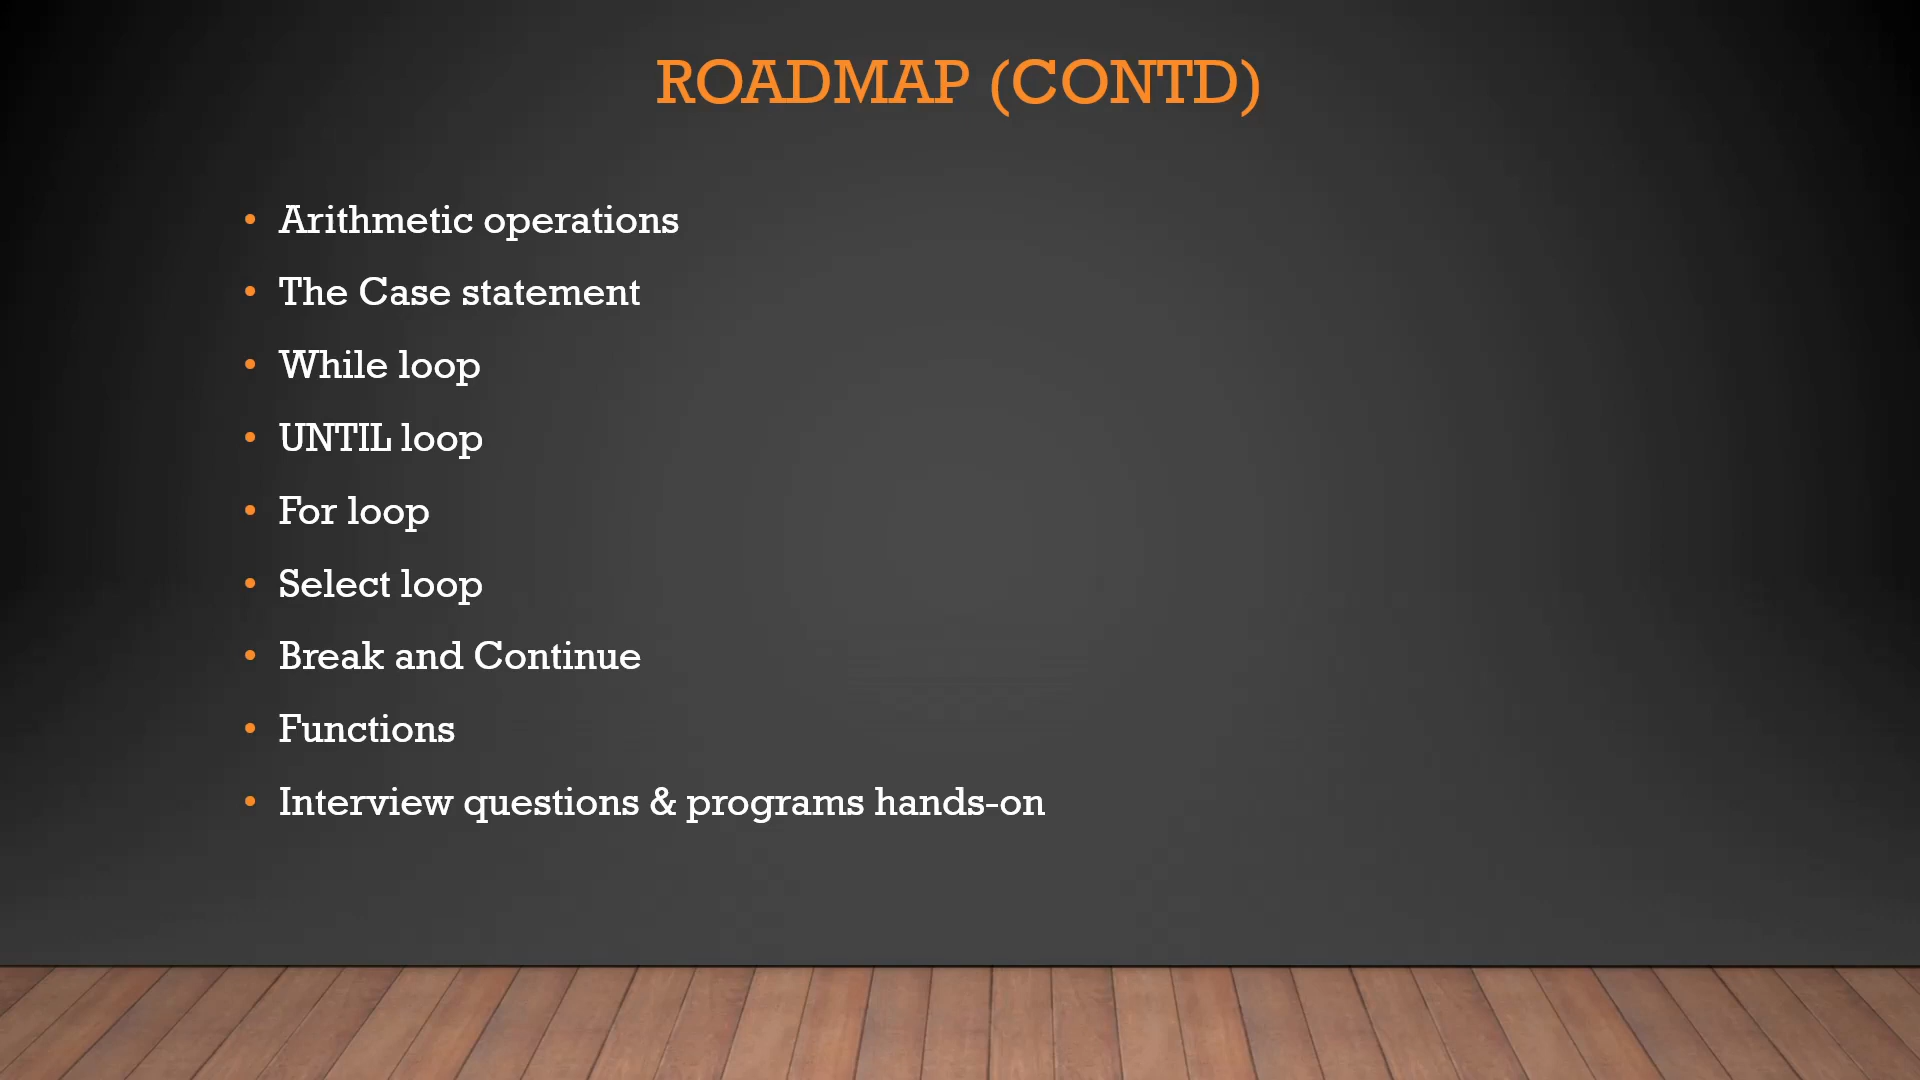 ROADMAP (CONTD)
• Arithmetic operations
• The Case statement
• While loop
• UNTIL loop
• For loop
• Select loop
• Break and Continue
• Functions
• Interview questions & programs hands-on